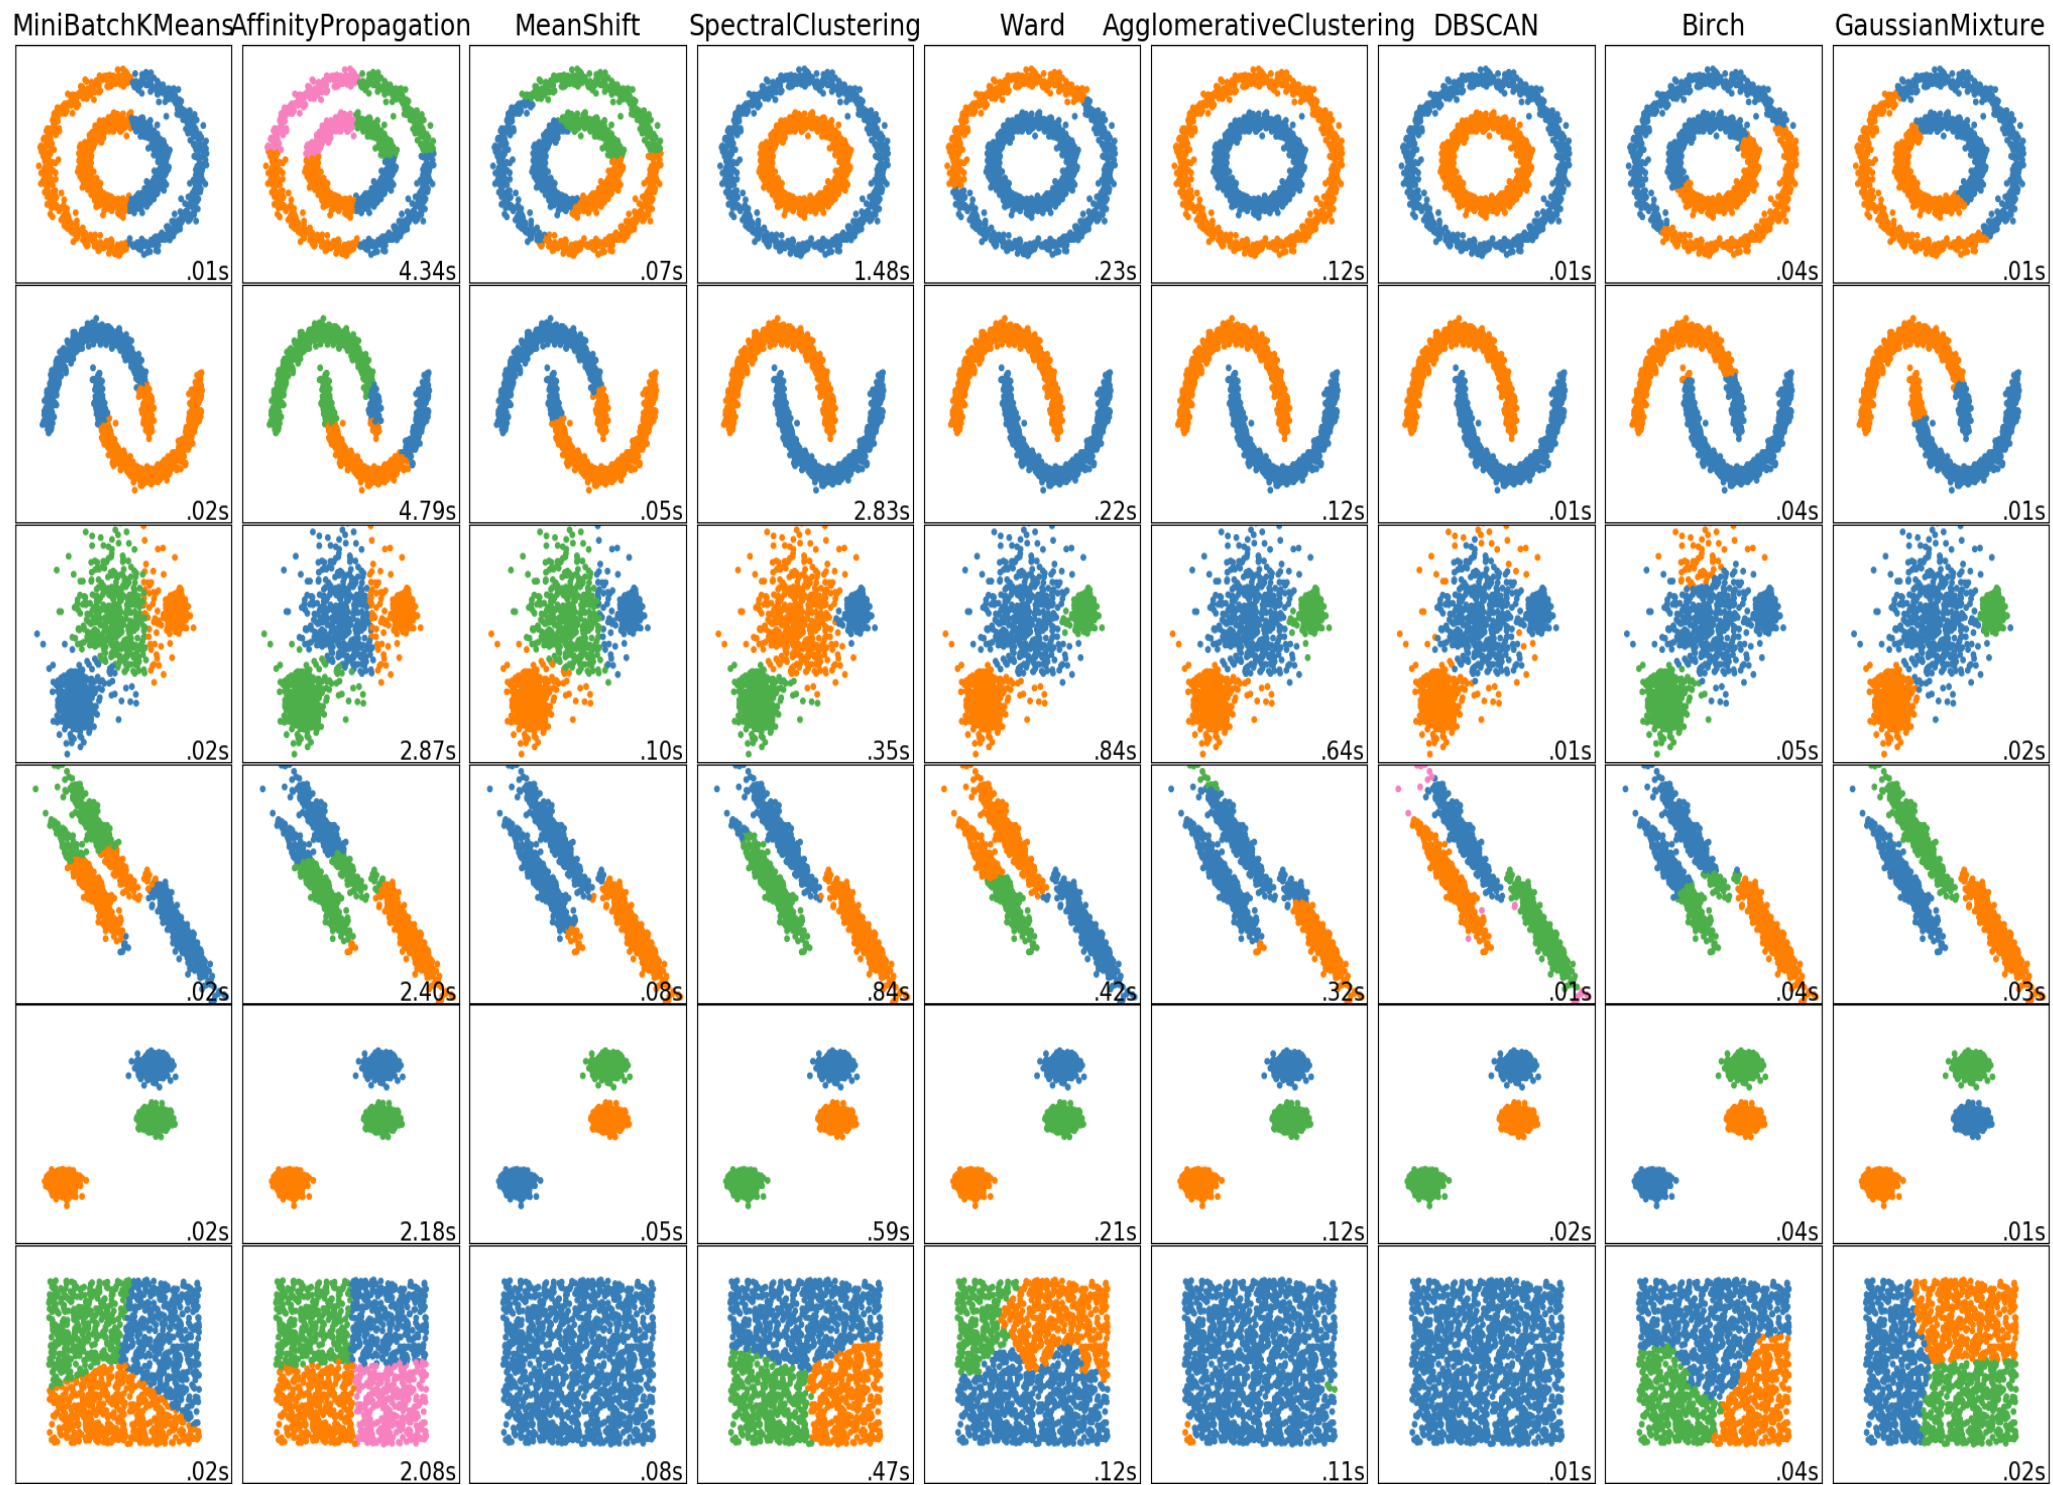 MiniBatchKMeans AffinityPropagation MeanShift SpectralClustering Ward AgglomerativeClustering DBSCAN Birch GaussianMixture
.01s 4.34s .07s 1.48s .23s .12s .01s .04s .01s
.02s 4.79s .05s 2.83s .22s .12s .01s .04s .01s
.02s 2.87s .10s .35s .84s .64s .01s .05s .02s
.02s 2.40s .08s .84s .42s .32s .01s .04s .03s
.02s 2.18s .05s .59s .21s .12s .02s .04s .01s
.02s 2.08s .08s .47s .12s .11s .01s .04s .02s